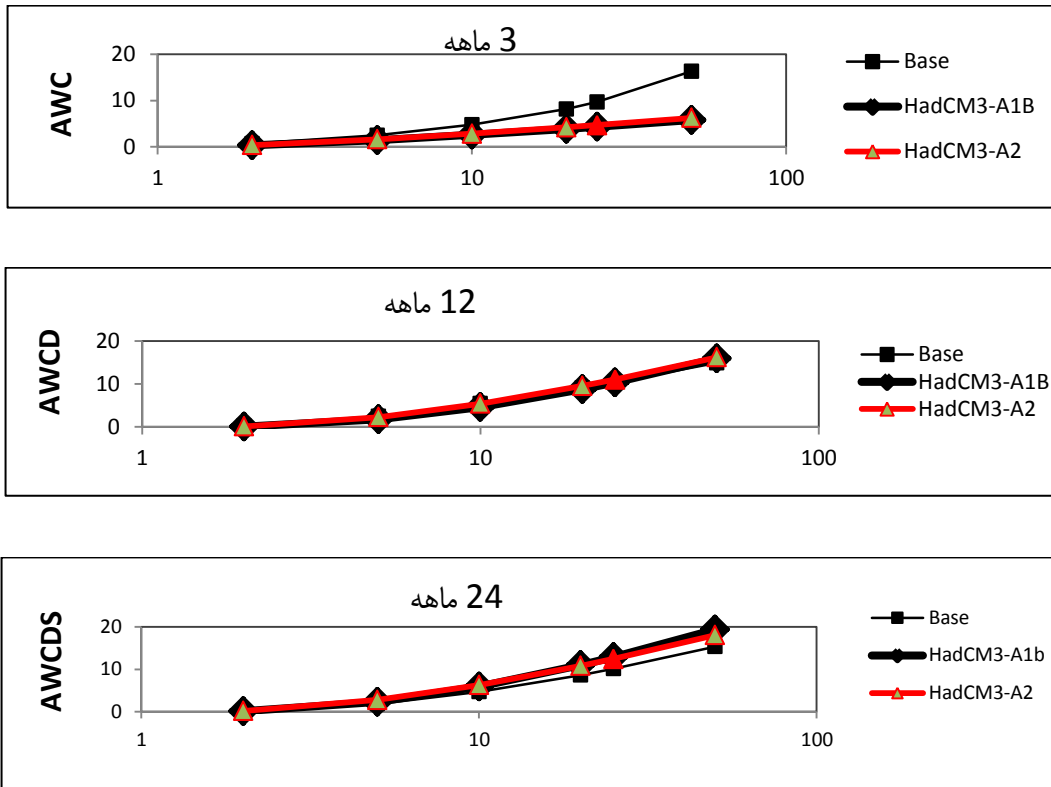 3 ماهه
AWC
20
10
0
1
10
100
Base
HadCM3-A1B
HadCM3-A2
12 ماهه
AWCD
20
10
0
1
10
100
Base
HadCM3-A1B
HadCM3-A2
24 ماهه
AWCDS
20
10
0
1
10
100
Base
HadCM3-A1b
HadCM3-A2